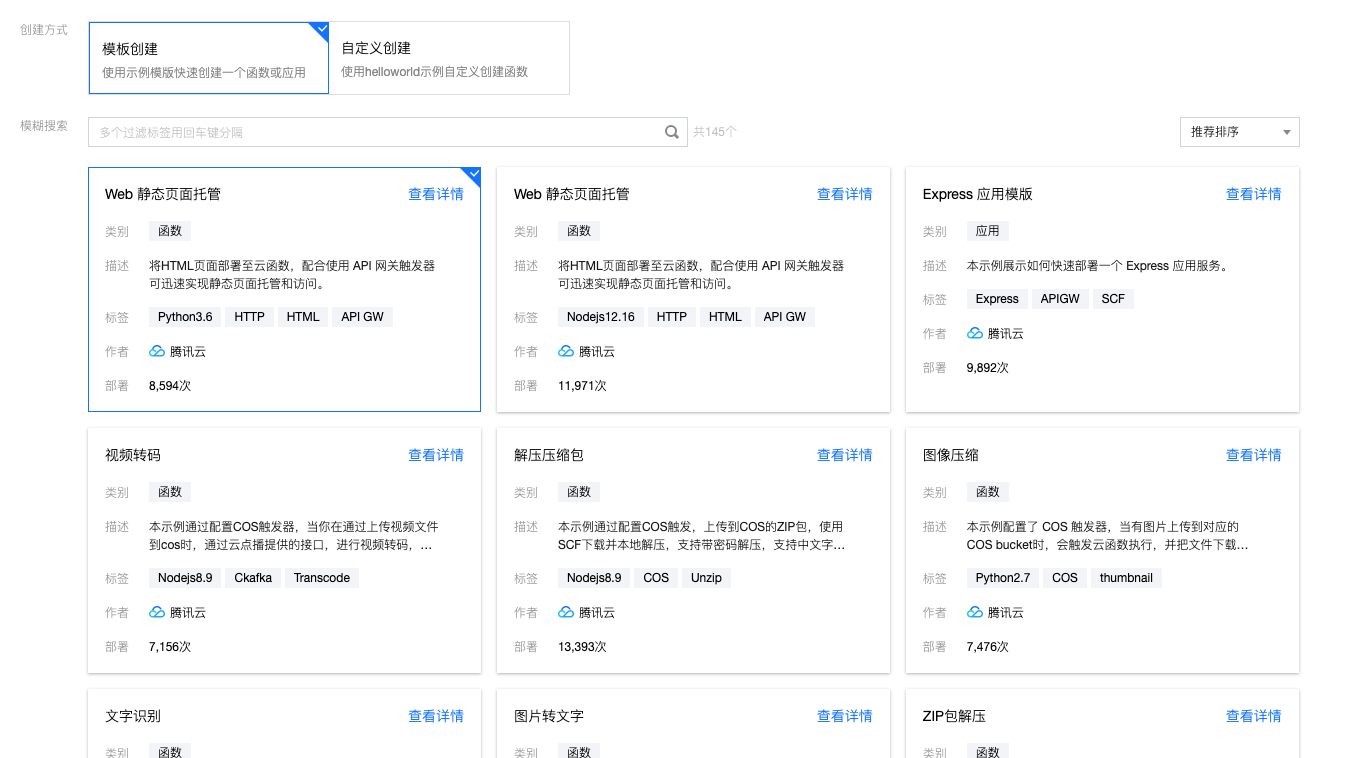 创建方式
模板创建
使用示例模版快速创建一个函数或应用
自定义创建
使用helloworld示例自定义创建函数
模糊搜索
多个过滤标签用回车键分隔
共145个
推荐排序
Web 静态页面托管
查看详情
类别 函数
描述 将HTML页面部署至云函数，配合使用 API 网关触发器
可迅速实现静态页面托管和访问。
标签 Python3.6 HTTP HTML API GW
作者 腾讯云
部署 8,594次
Web 静态页面托管
查看详情
类别 函数
描述 将HTML页面部署至云函数，配合使用 API 网关触发器
可迅速实现静态页面托管和访问。
标签 Nodejs12.16 HTTP HTML API GW
作者 腾讯云
部署 11,971次
Express 应用模版
查看详情
类别 应用
描述 本示例展示如何快速部署一个 Express 应用服务。
标签 Express APIGW SCF
作者 腾讯云
部署 9,892次
视频转码
查看详情
类别 函数
描述 本示例通过配置COS触发器，当你在通过上传视频文件
到cos时，通过云点播提供的接口，进行视频转码，...
标签 Nodejs8.9 Ckafka Transcode
作者 腾讯云
部署 7,156次
解压压缩包
查看详情
类别 函数
描述 本示例通过配置COS触发，上传到COS的ZIP包，使用
SCF下载并本地解压，支持带密码解压，支持中文字...
标签 Nodejs8.9 COS Unzip
作者 腾讯云
部署 13,393次
图像压缩
查看详情
类别 函数
描述 本示例配置了 COS 触发器，当有图片上传到对应的
COS bucket时，会触发云函数执行，并把文件下载...
标签 Python2.7 COS thumbnail
作者 腾讯云
部署 7,476次
文字识别
查看详情
类别 函数
图片转文字
查看详情
类别 函数
ZIP包解压
查看详情
类别 函数